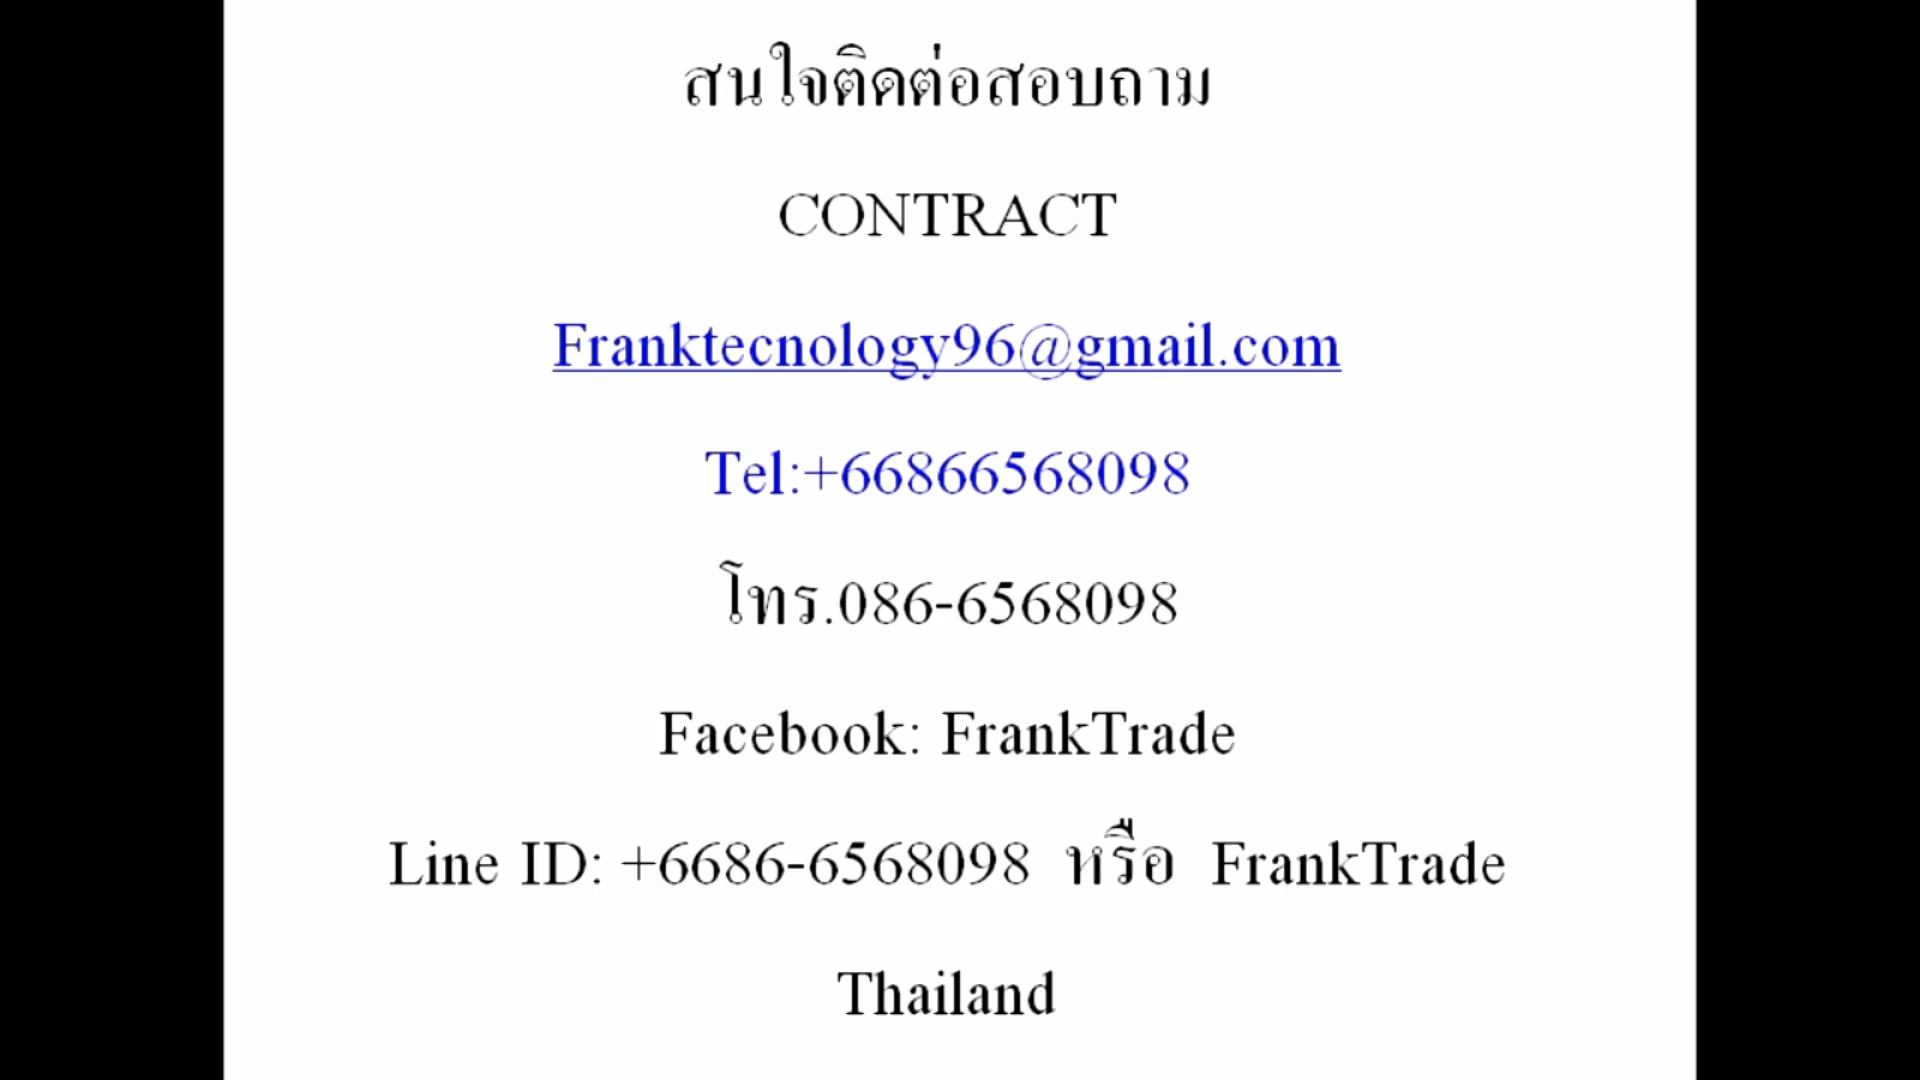 สนใจติดต่อสอบถาม
CONTRACT
Franktecnology96@gmail.com
Tel:+66866568098
โทร.086-6568098
Facebook: FrankTrade
Line ID: +6686-6568098 หรือ FrankTrade
Thailand